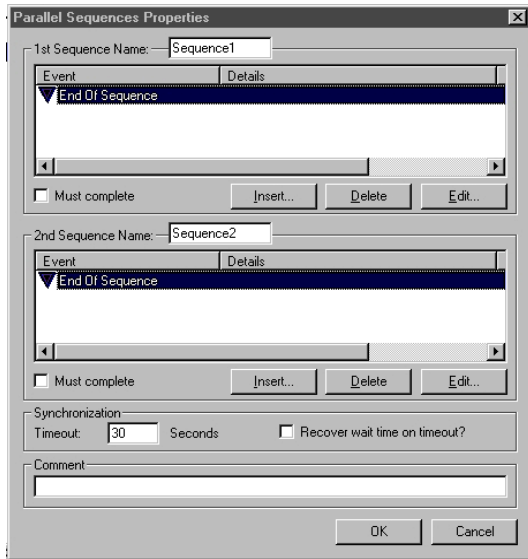 Parallel Sequences Properties
1st Sequence Name: Sequence1
Event Details
End Of Sequence
Must complete Insert... Delete Edit...
2nd Sequence Name: Sequence2
Event Details
End Of Sequence
Must complete Insert... Delete Edit...
Synchronization
Timeout: 30 Seconds Recover wait time on timeout?
Comment
OK Cancel